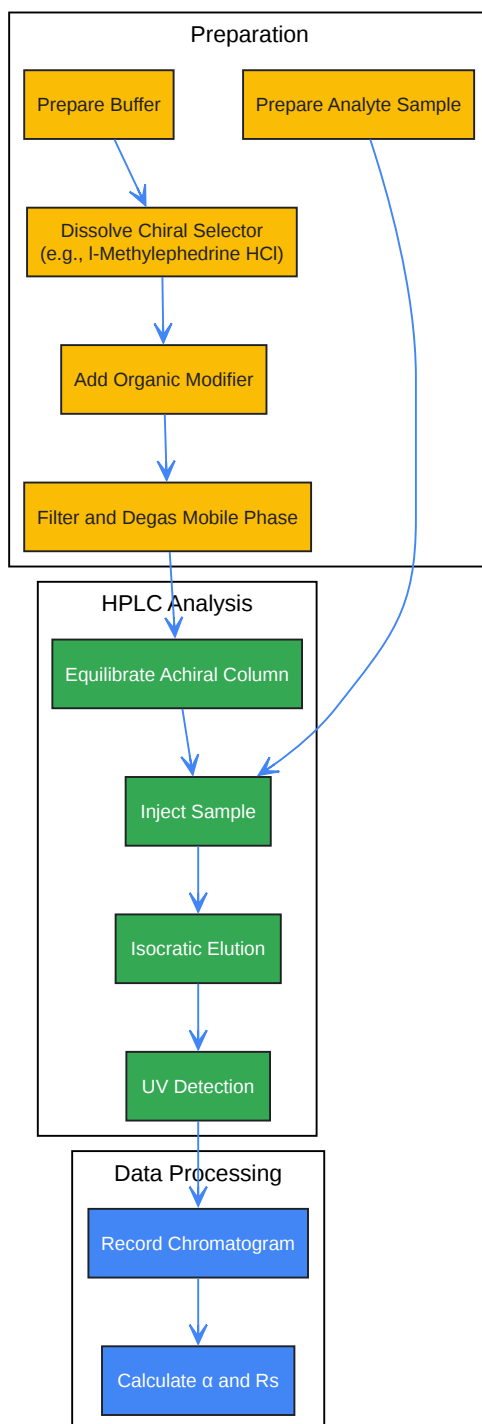 Preparation
Prepare Buffer
Prepare Analyte Sample
Dissolve Chiral Selector
(e.g., l-Methylephedrine HCl)
Add Organic Modifier
Filter and Degas Mobile Phase
HPLC Analysis
Equilibrate Achiral Column
Inject Sample
Isocratic Elution
UV Detection
Data Processing
Record Chromatogram
Calculate α and Rs